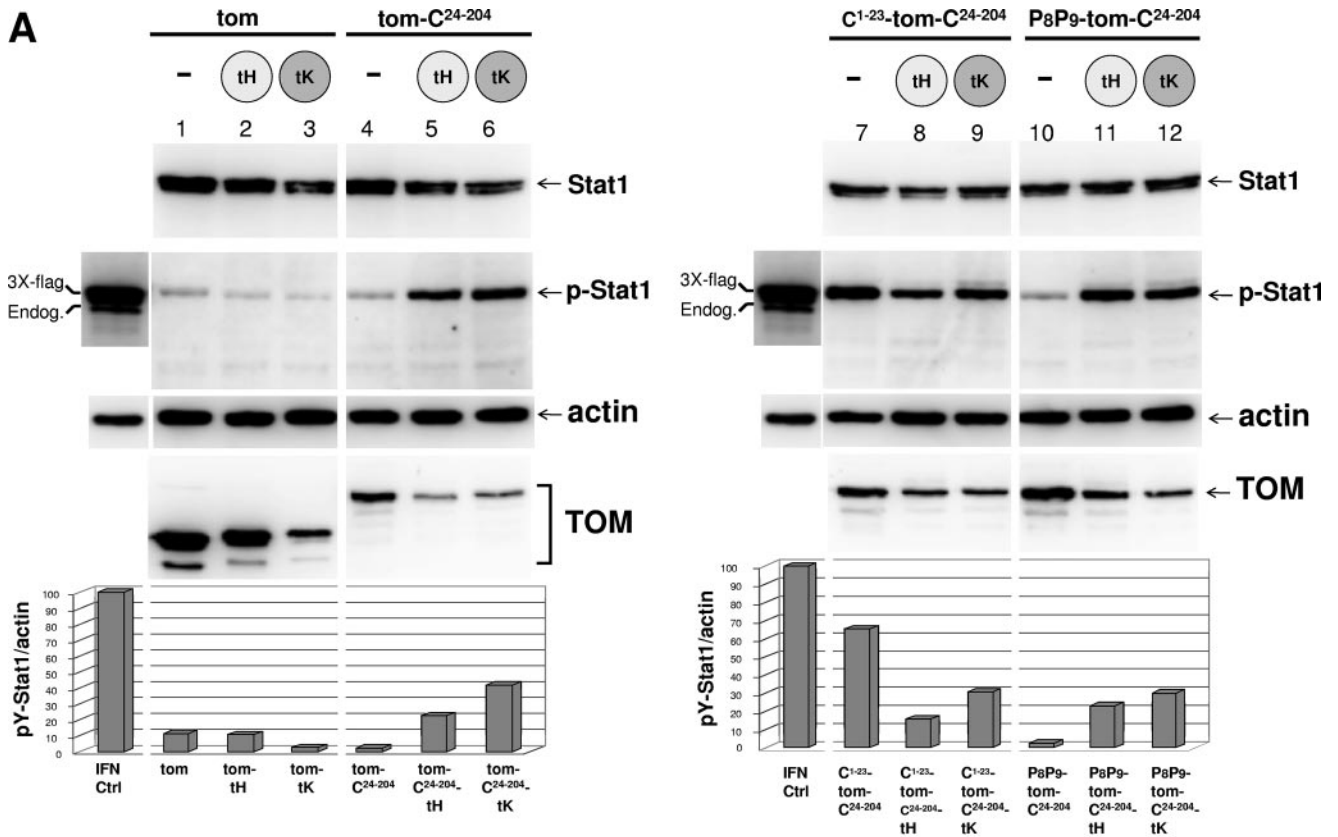 A
tom
tom-C24-204
– tH tK – tH tK
1 2 3 4 5 6
Stat1
3X-flag
Endog.
p-Stat1
actin
TOM
pY-Stat1/actin
100
90
80
70
60
50
40
30
20
10
0
IFN Ctrl
tom
tom-tH
tom-tK
tom-C24-204
tom-C24-204-tH
tom-C24-204-tK
C1-23-tom-C24-204
P8P9-tom-C24-204
– tH tK – tH tK
7 8 9 10 11 12
Stat1
3X-flag
Endog.
p-Stat1
actin
TOM
pY-Stat1/actin
100
90
80
70
60
50
40
30
20
10
0
IFN Ctrl
C1-23-tom-C24-204
C1-23-tom-C24-204-tH
C1-23-tom-C24-204-tK
P8P9-tom-C24-204
P8P9-tom-C24-204-tH
P8P9-tom-C24-204-tK